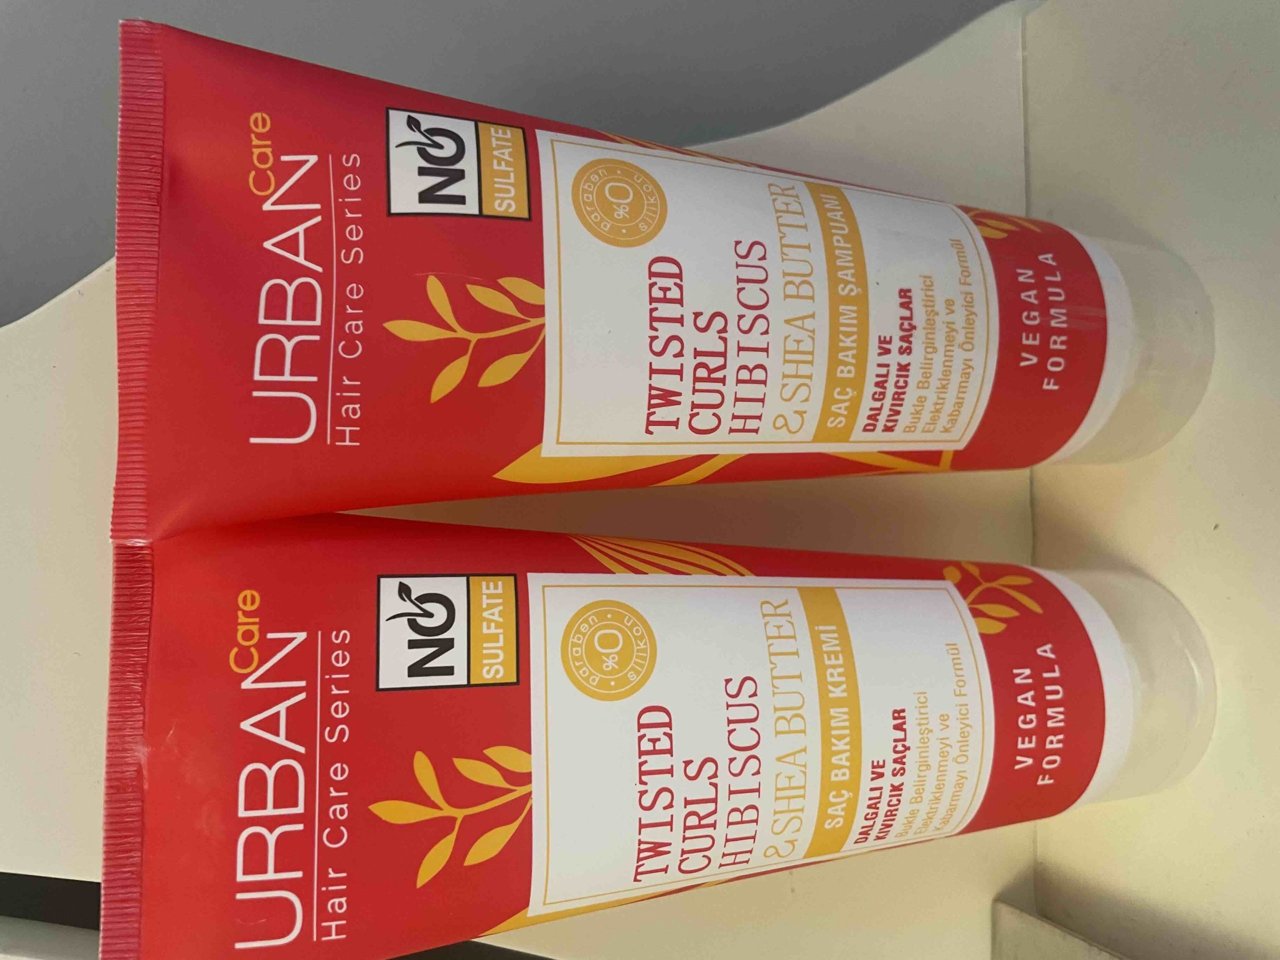 URBAN Care
Hair Care Series
NO
SULFATE
paraben
%0
silikon
TWISTED
CURLS
HIBISCUS
& SHEA BUTTER
SAÇ BAKIM ŞAMPUANI
DALGALI VE
KIVIRCIK SAÇLAR
Bukle Belirginleştirici
Elektriklenmeyi ve
Kabarmayı Önleyici Formül
VEGAN
FORMULA
URBAN Care
Hair Care Series
NO
SULFATE
paraben
%0
silikon
TWISTED
CURLS
HIBISCUS
& SHEA BUTTER
SAÇ BAKIM KREMİ
DALGALI VE
KIVIRCIK SAÇLAR
Bukle Belirginleştirici
Elektriklenmeyi ve
Kabarmayı Önleyici Formül
VEGAN
FORMULA